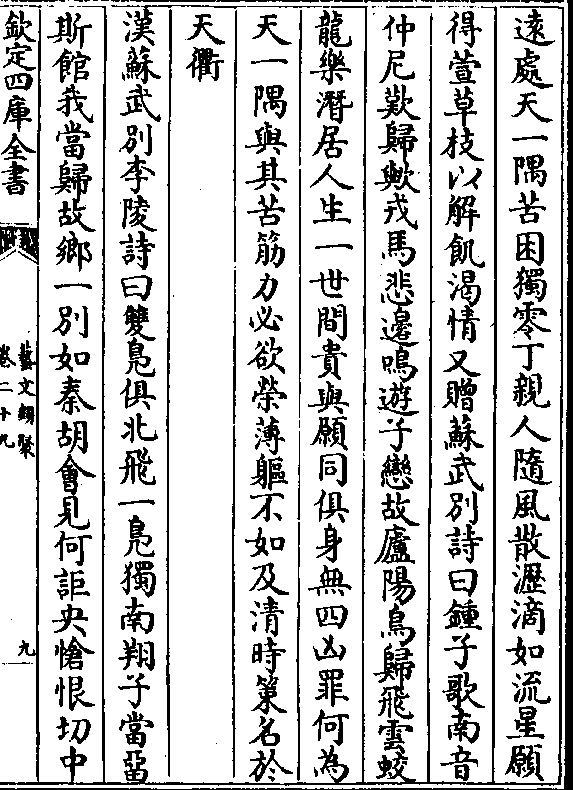 遠處天一隅苦困獨零丁親人隨風散瀝滴如流星願
得萱草枝以解飢渴情又贈蘇武别詩曰鍾子歌南音
仲尼歎歸歟戎馬悲邊鳴遊子戀故廬陽鳥歸飛雲蛟
龍樂潛居人生一世間貴與願同俱身無四凶罪何為
天一隅與其苦筋力必欲榮薄軀不如及清時策名於
天衢
漢蘇武别李陵詩曰雙鳬俱北飛一鳬獨南翔子當留
斯館我當歸故鄉一别如秦胡會見何詎央愴恨切中
欽定四庫全書
藝文類聚
卷二十九
九